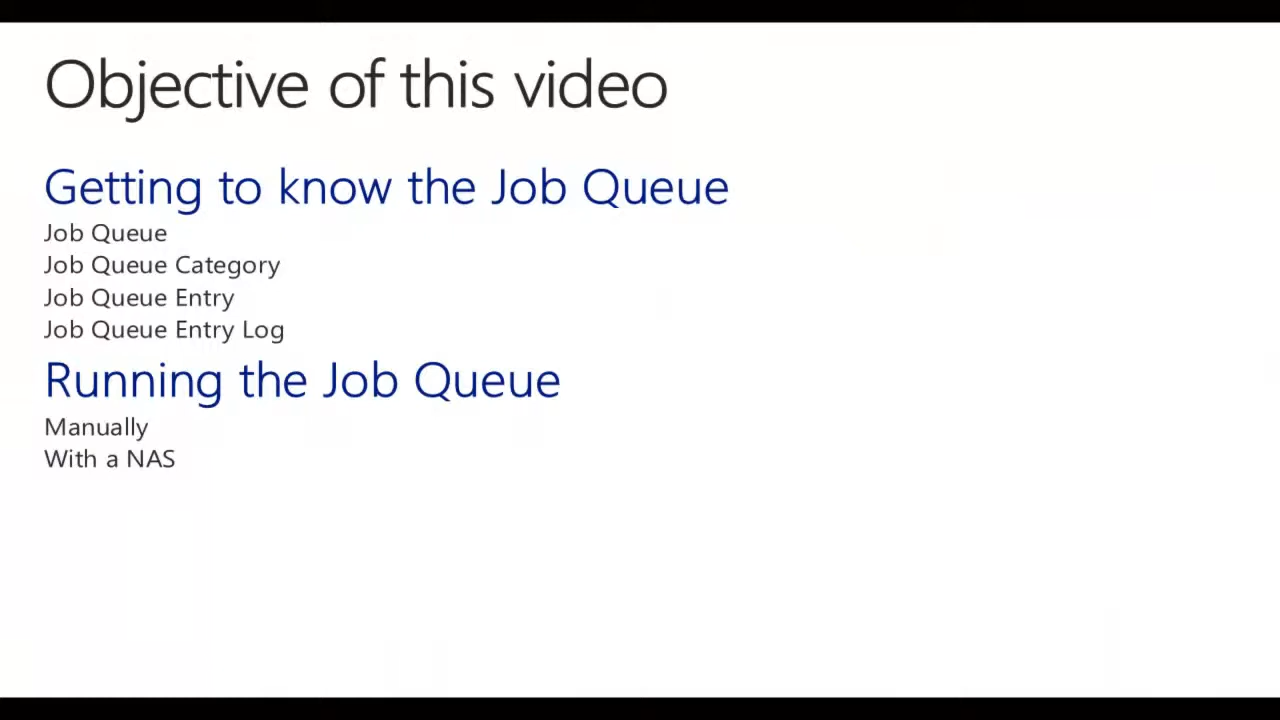 Objective of this video
Getting to know the Job Queue
Job Queue
Job Queue Category
Job Queue Entry
Job Queue Entry Log
Running the Job Queue
Manually
With a NAS